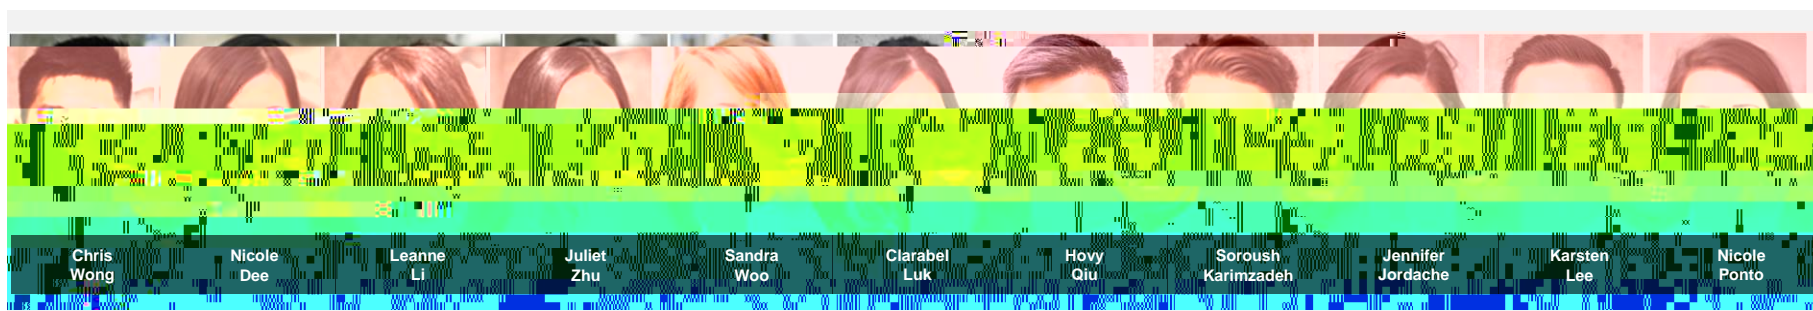 Chris
Wong
Nicole
Dee
Leanne
Li
Juliet
Zhu
Sandra
Woo
Clarabel
Luk
Hovy
Qiu
Soroush
Karimzadeh
Jennifer
Jordache
Karsten
Lee
Nicole
Ponto